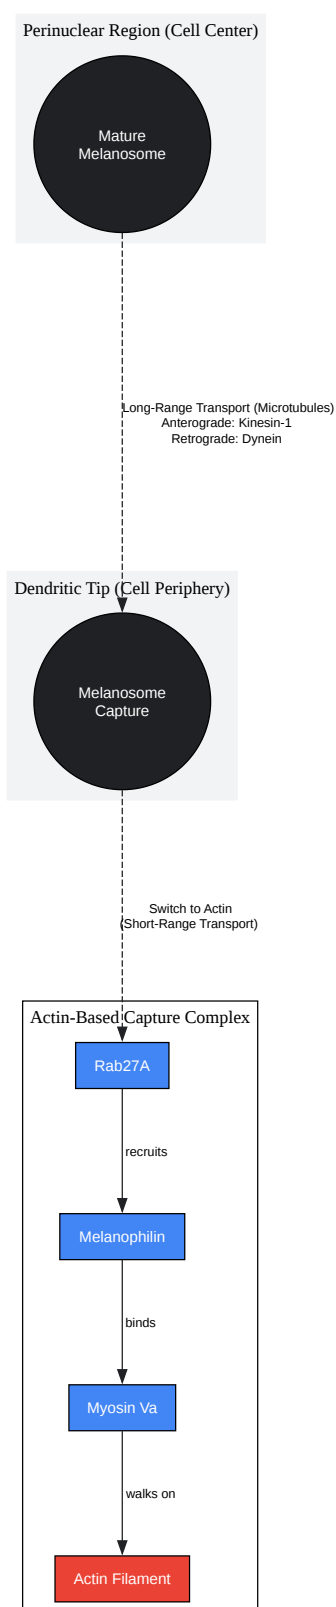 Perinuclear Region (Cell Center)
Mature
Melanosome
Long-Range Transport (Microtubules)
Anterograde: Kinesin-1
Retrograde: Dynein
Dendritic Tip (Cell Periphery)
Melanosome
Capture
Switch to Actin
(Short-Range Transport)
Actin-Based Capture Complex
Rab27A
recruits
Melanophilin
binds
Myosin Va
walks on
Actin Filament